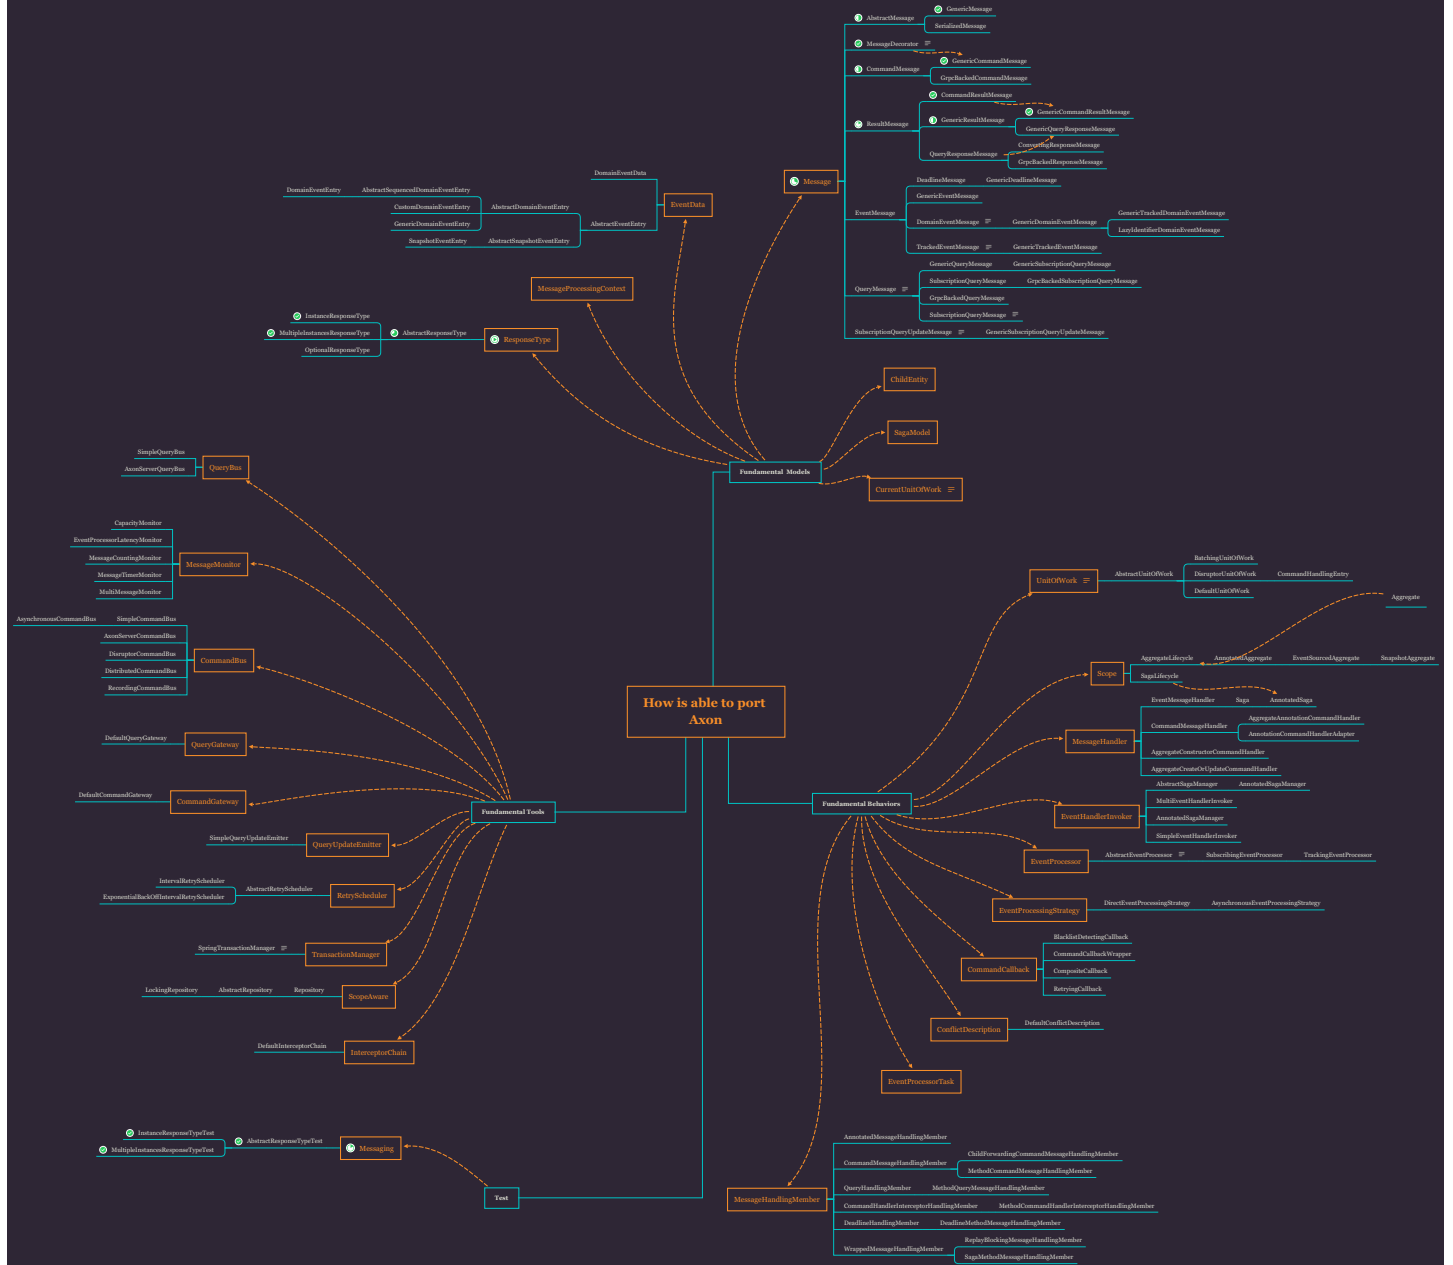 How is able to port
Axon
Fundamental Models
Message
AbstractMessage
GenericMessage
SerializedMessage
MessageDecorator
CommandMessage
GenericCommandMessage
GrpcBackedCommandMessage
ResultMessage
CommandResultMessage
GenericResultMessage
GenericCommandResultMessage
GenericQueryResponseMessage
QueryResponseMessage
ConvertingResponseMessage
GrpcBackedResponseMessage
EventMessage
DeadlineMessage
GenericDeadlineMessage
GenericEventMessage
DomainEventMessage
GenericDomainEventMessage
GenericTrackedDomainEventMessage
LazyIdentifierDomainEventMessage
TrackedEventMessage
GenericTrackedEventMessage
QueryMessage
GenericQueryMessage
GenericSubscriptionQueryMessage
SubscriptionQueryMessage
GrpcBackedSubscriptionQueryMessage
GrpcBackedQueryMessage
SubscriptionQueryMessage
SubscriptionQueryUpdateMessage
GenericSubscriptionQueryUpdateMessage
EventData
DomainEventData
AbstractEventEntry
AbstractDomainEventEntry
AbstractSequencedDomainEventEntry
DomainEventEntry
CustomDomainEventEntry
GenericDomainEventEntry
AbstractSnapshotEventEntry
SnapshotEventEntry
MessageProcessingContext
ResponseType
AbstractResponseType
InstanceResponseType
MultipleInstancesResponseType
OptionalResponseType
ChildEntity
SagaModel
CurrentUnitOfWork
Fundamental Tools
QueryBus
SimpleQueryBus
AxonServerQueryBus
MessageMonitor
CapacityMonitor
EventProcessorLatencyMonitor
MessageCountingMonitor
MessageTimerMonitor
MultiMessageMonitor
CommandBus
SimpleCommandBus
AsynchronousCommandBus
AxonServerCommandBus
DisruptorCommandBus
DistributedCommandBus
RecordingCommandBus
QueryGateway
DefaultQueryGateway
CommandGateway
DefaultCommandGateway
QueryUpdateEmitter
SimpleQueryUpdateEmitter
RetryScheduler
AbstractRetryScheduler
IntervalRetryScheduler
ExponentialBackOffIntervalRetryScheduler
TransactionManager
SpringTransactionManager
ScopeAware
Repository
AbstractRepository
LockingRepository
InterceptorChain
DefaultInterceptorChain
Fundamental Behaviors
UnitOfWork
AbstractUnitOfWork
BatchingUnitOfWork
DisruptorUnitOfWork
CommandHandlingEntry
DefaultUnitOfWork
Aggregate
Scope
AggregateLifecycle
AnnotatedAggregate
EventSourcedAggregate
SnapshotAggregate
SagaLifecycle
MessageHandler
EventMessageHandler
Saga
AnnotatedSaga
CommandMessageHandler
AggregateAnnotationCommandHandler
AnnotationCommandHandlerAdapter
AggregateConstructorCommandHandler
AggregateCreateOrUpdateCommandHandler
EventHandlerInvoker
AbstractSagaManager
AnnotatedSagaManager
MultiEventHandlerInvoker
AnnotatedSagaManager
SimpleEventHandlerInvoker
EventProcessor
AbstractEventProcessor
SubscribingEventProcessor
TrackingEventProcessor
EventProcessingStrategy
DirectEventProcessingStrategy
AsynchronousEventProcessingStrategy
CommandCallback
BlacklistDetectingCallback
CommandCallbackWrapper
CompositeCallback
RetryingCallback
ConflictDescription
DefaultConflictDescription
EventProcessorTask
MessageHandlingMember
AnnotatedMessageHandlingMember
CommandMessageHandlingMember
ChildForwardingCommandMessageHandlingMember
MethodCommandMessageHandlingMember
QueryHandlingMember
MethodQueryMessageHandlingMember
CommandHandlerInterceptorHandlingMember
MethodCommandHandlerInterceptorHandlingMember
DeadlineHandlingMember
DeadlineMethodMessageHandlingMember
WrappedMessageHandlingMember
ReplayBlockingMessageHandlingMember
SagaMethodMessageHandlingMember
Test
Messaging
AbstractResponseTypeTest
InstanceResponseTypeTest
MultipleInstancesResponseTypeTest